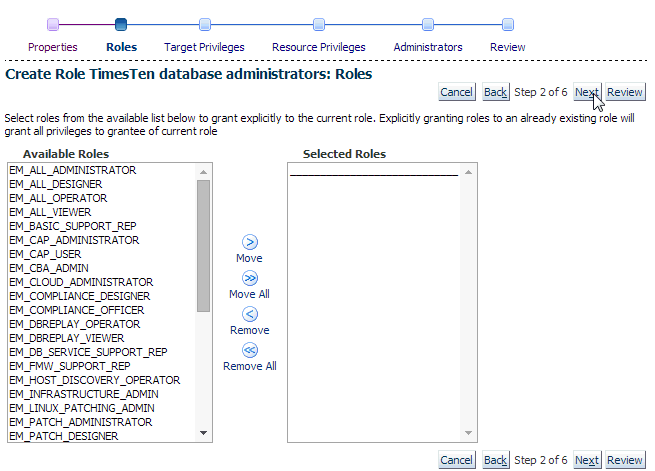 Properties Roles Target Privileges Resource Privileges Administrators Review
Create Role TimesTen database administrators: Roles
Cancel Back Step 2 of 6 Next Review
Select roles from the available list below to grant explicitly to the current role. Explicitly granting roles to an already existing role will
grant all privileges to grantee of current role
Available Roles Selected Roles
EM_ALL_ADMINISTRATOR
EM_ALL_DESIGNER
EM_ALL_OPERATOR
EM_ALL_VIEWER
EM_BASIC_SUPPORT_REP
EM_CAP_ADMINISTRATOR
EM_CAP_USER
EM_CBA_ADMIN
EM_CLOUD_ADMINISTRATOR
EM_COMPLIANCE_DESIGNER
EM_COMPLIANCE_OFFICER
EM_DBREPLAY_OPERATOR
EM_DBREPLAY_VIEWER
EM_DB_SERVICE_SUPPORT_REP
EM_FMW_SUPPORT_REP
EM_HOST_DISCOVERY_OPERATOR
EM_INFRASTRUCTURE_ADMIN
EM_LINUX_PATCHING_ADMIN
EM_PATCH_ADMINISTRATOR
EM_PATCH_DESIGNER
Move
Move All
Remove
Remove All
Cancel Back Step 2 of 6 Next Review